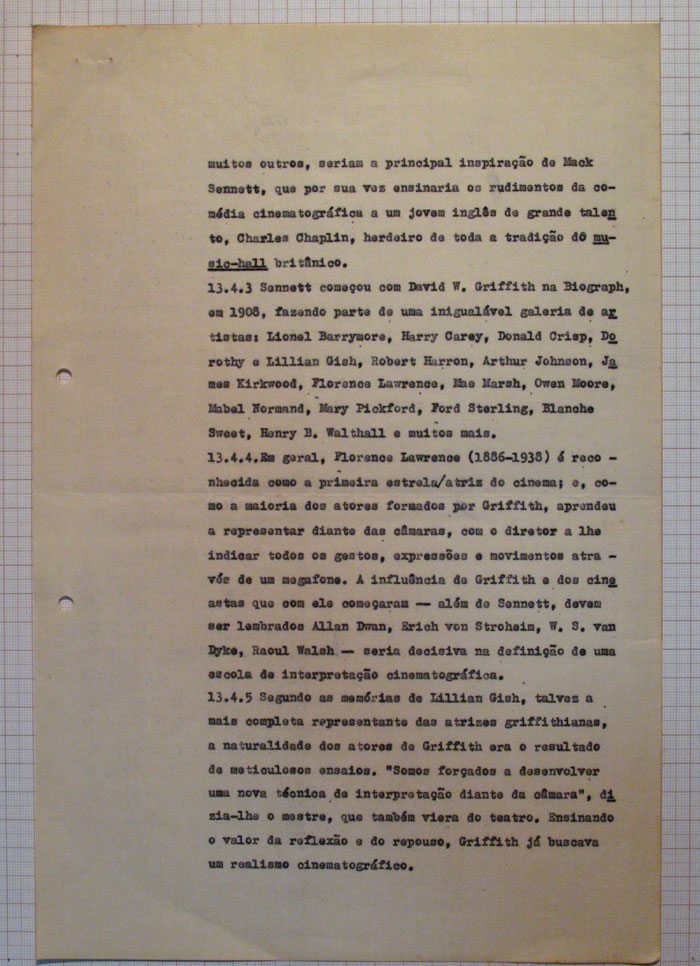 muitos outros, seriam a principal inspiração de Mack
Sennett, que por sua vez ensinaria os rudimentos da co-
média cinematográfica a um jovem inglês de grande talen
to, Charles Chaplin, herdeiro de toda a tradição do mu-
sic-hall britânico.
13.4.3 Sennett começou com David W. Griffith na Biograph,
em 1908, fazendo parte de uma inigualável galeria de ar
tistas: Lionel Barrymore, Harry Carey, Donald Crisp, Do
rothy e Lillian Gish, Robert Harron, Arthur Johnson, Ja
mes Kirkwood, Florence Lawrence, Mae Marsh, Owen Moore,
Mabel Normand, Mary Pickford, Ford Sterling, Blanche
Sweet, Henry B. Walthall e muitos mais.
13.4.4.Em geral, Florence Lawrence (1886-1938) é reco -
nhecida como a primeira estrela/atriz do cinema; e, co-
mo a maioria dos atores formados por Griffith, aprendeu
a representar diante das câmaras, com o diretor a lhe
indicar todos os gestos, expressões e movimentos atra -
vés de um megafone. A influência de Griffith e dos cine
astas que com ele começaram — além de Sennett, devem
ser lembrados Allan Dwan, Erich von Stroheim, W. S. van
Dyke, Raoul Walsh — seria decisiva na definição de uma
escola de interpretação cinematográfica.
13.4.5 Segundo as memórias de Lillian Gish, talvez a
mais completa representante das atrizes griffithianas,
a naturalidade dos atores de Griffith era o resultado
de meticulosos ensaios. "Somos forçados a desenvolver
uma nova técnica de interpretação diante da câmara", di
zia-lhe o mestre, que também viera do teatro. Ensinando
o valor da reflexão e do repouso, Griffith já buscava
um realismo cinematográfico.